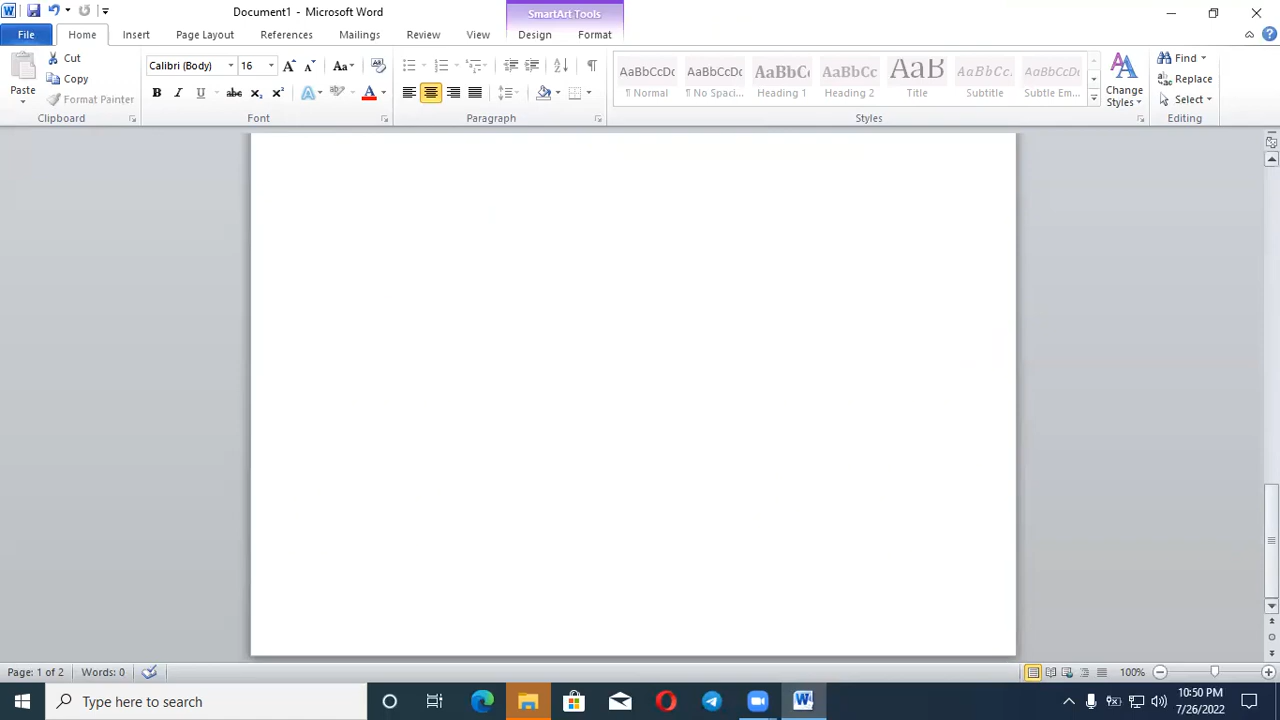 Document1 - Microsoft Word
SmartArt Tools
File Home Insert Page Layout References Mailings Review View Design Format
Paste
Cut
Copy
Format Painter
Clipboard
Calibri (Body) 16
Font
Paragraph
AaBbCcDc AaBbCcDc AaBbCc AaBbCc AaB AaBbCc. AaBbCcDc
¶ Normal ¶ No Spaci... Heading 1 Heading 2 Title Subtitle Subtle Em...
Styles
Change
Styles
Find
Replace
Select
Editing
Page: 1 of 2 Words: 0 100%
Type here to search
10:50 PM
7/26/2022